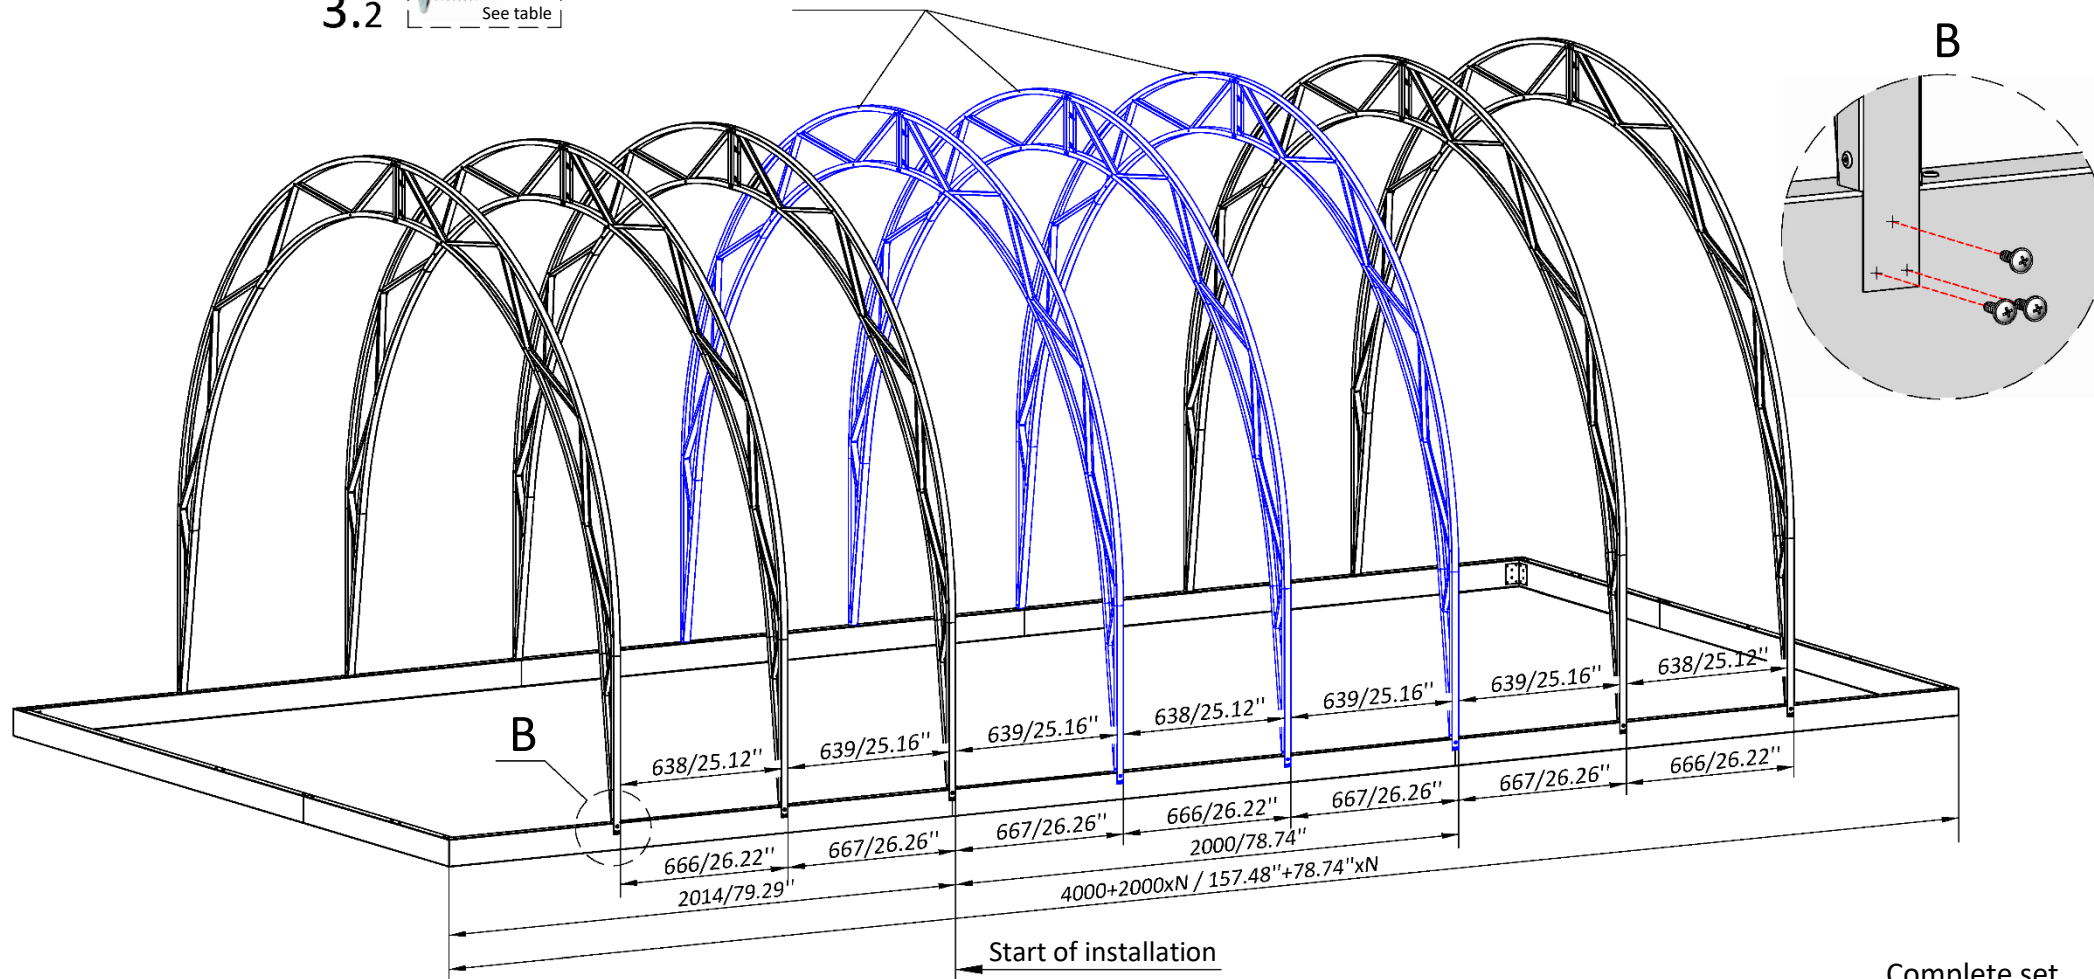 3.2
See table
B
B
638/25.12''
639/25.16''
639/25.16''
638/25.12''
639/25.16''
639/25.16''
638/25.12''
666/26.22''
667/26.26''
667/26.26''
666/26.22''
667/26.26''
667/26.26''
666/26.22''
2000/78.74''
2014/79.29''
4000+2000xN / 157.48''+78.74''xN
Start of installation
Complete set